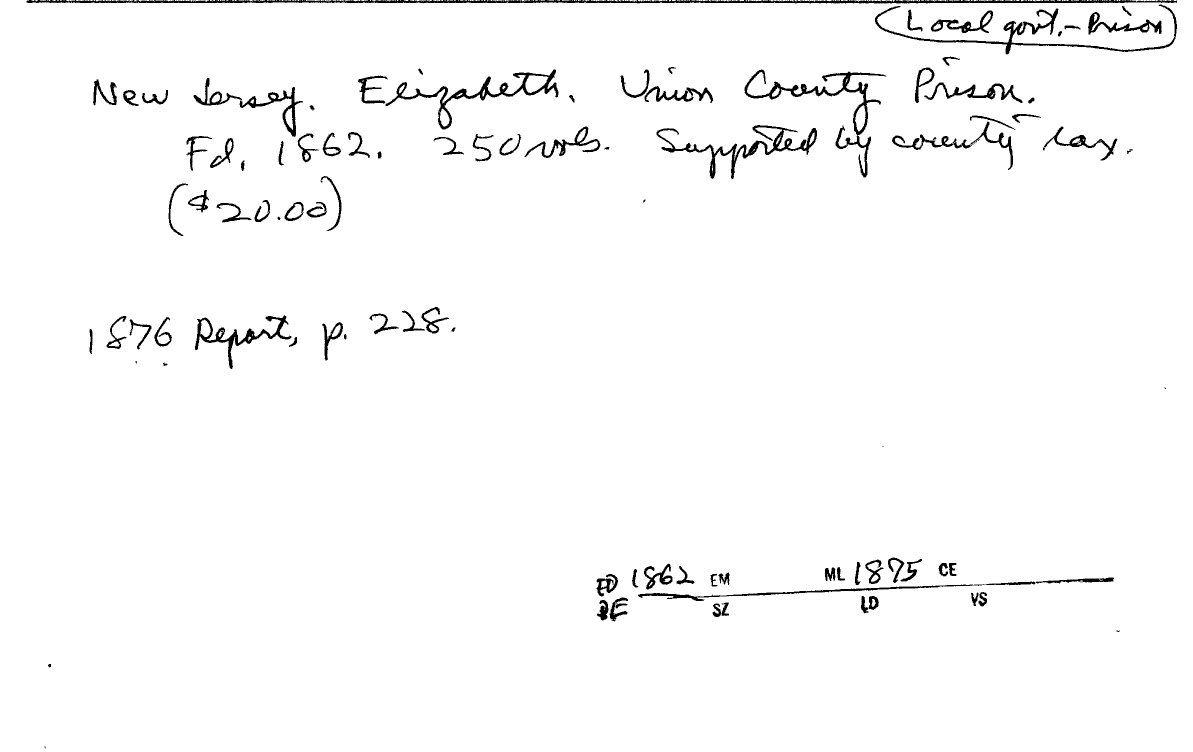 (Local govt. - Prison)
New Jersey. Elizabeth. Union County Prison.
Fd. 1862. 250 vols. Supported by county tax.
($20.00)
1876 Report, p. 228.
FD 1862 EM ML 1875 CE
BE SZ LD VS